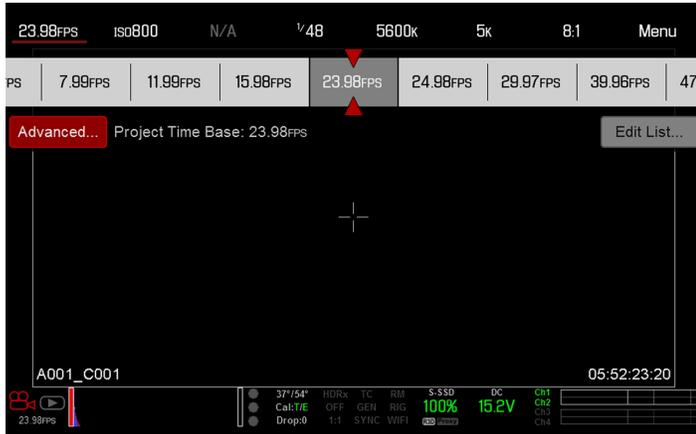 23.98FPS ISO800 N/A 1/48 5600K 5K 8:1 Menu
PS 7.99FPS 11.99FPS 15.98FPS 23.98FPS 24.98FPS 29.97FPS 39.96FPS 47
Advanced... Project Time Base: 23.98FPS Edit List...
A001_C001 05:52:23:20
37°/54° HDRx TC RM S-SSD DC Ch1
Cal:T/E OFF GEN RIG 100% 15.2V Ch2
Ch3
23.98FPS Drop:0 1:1 SYNC WIFI R3D Proxy Ch4